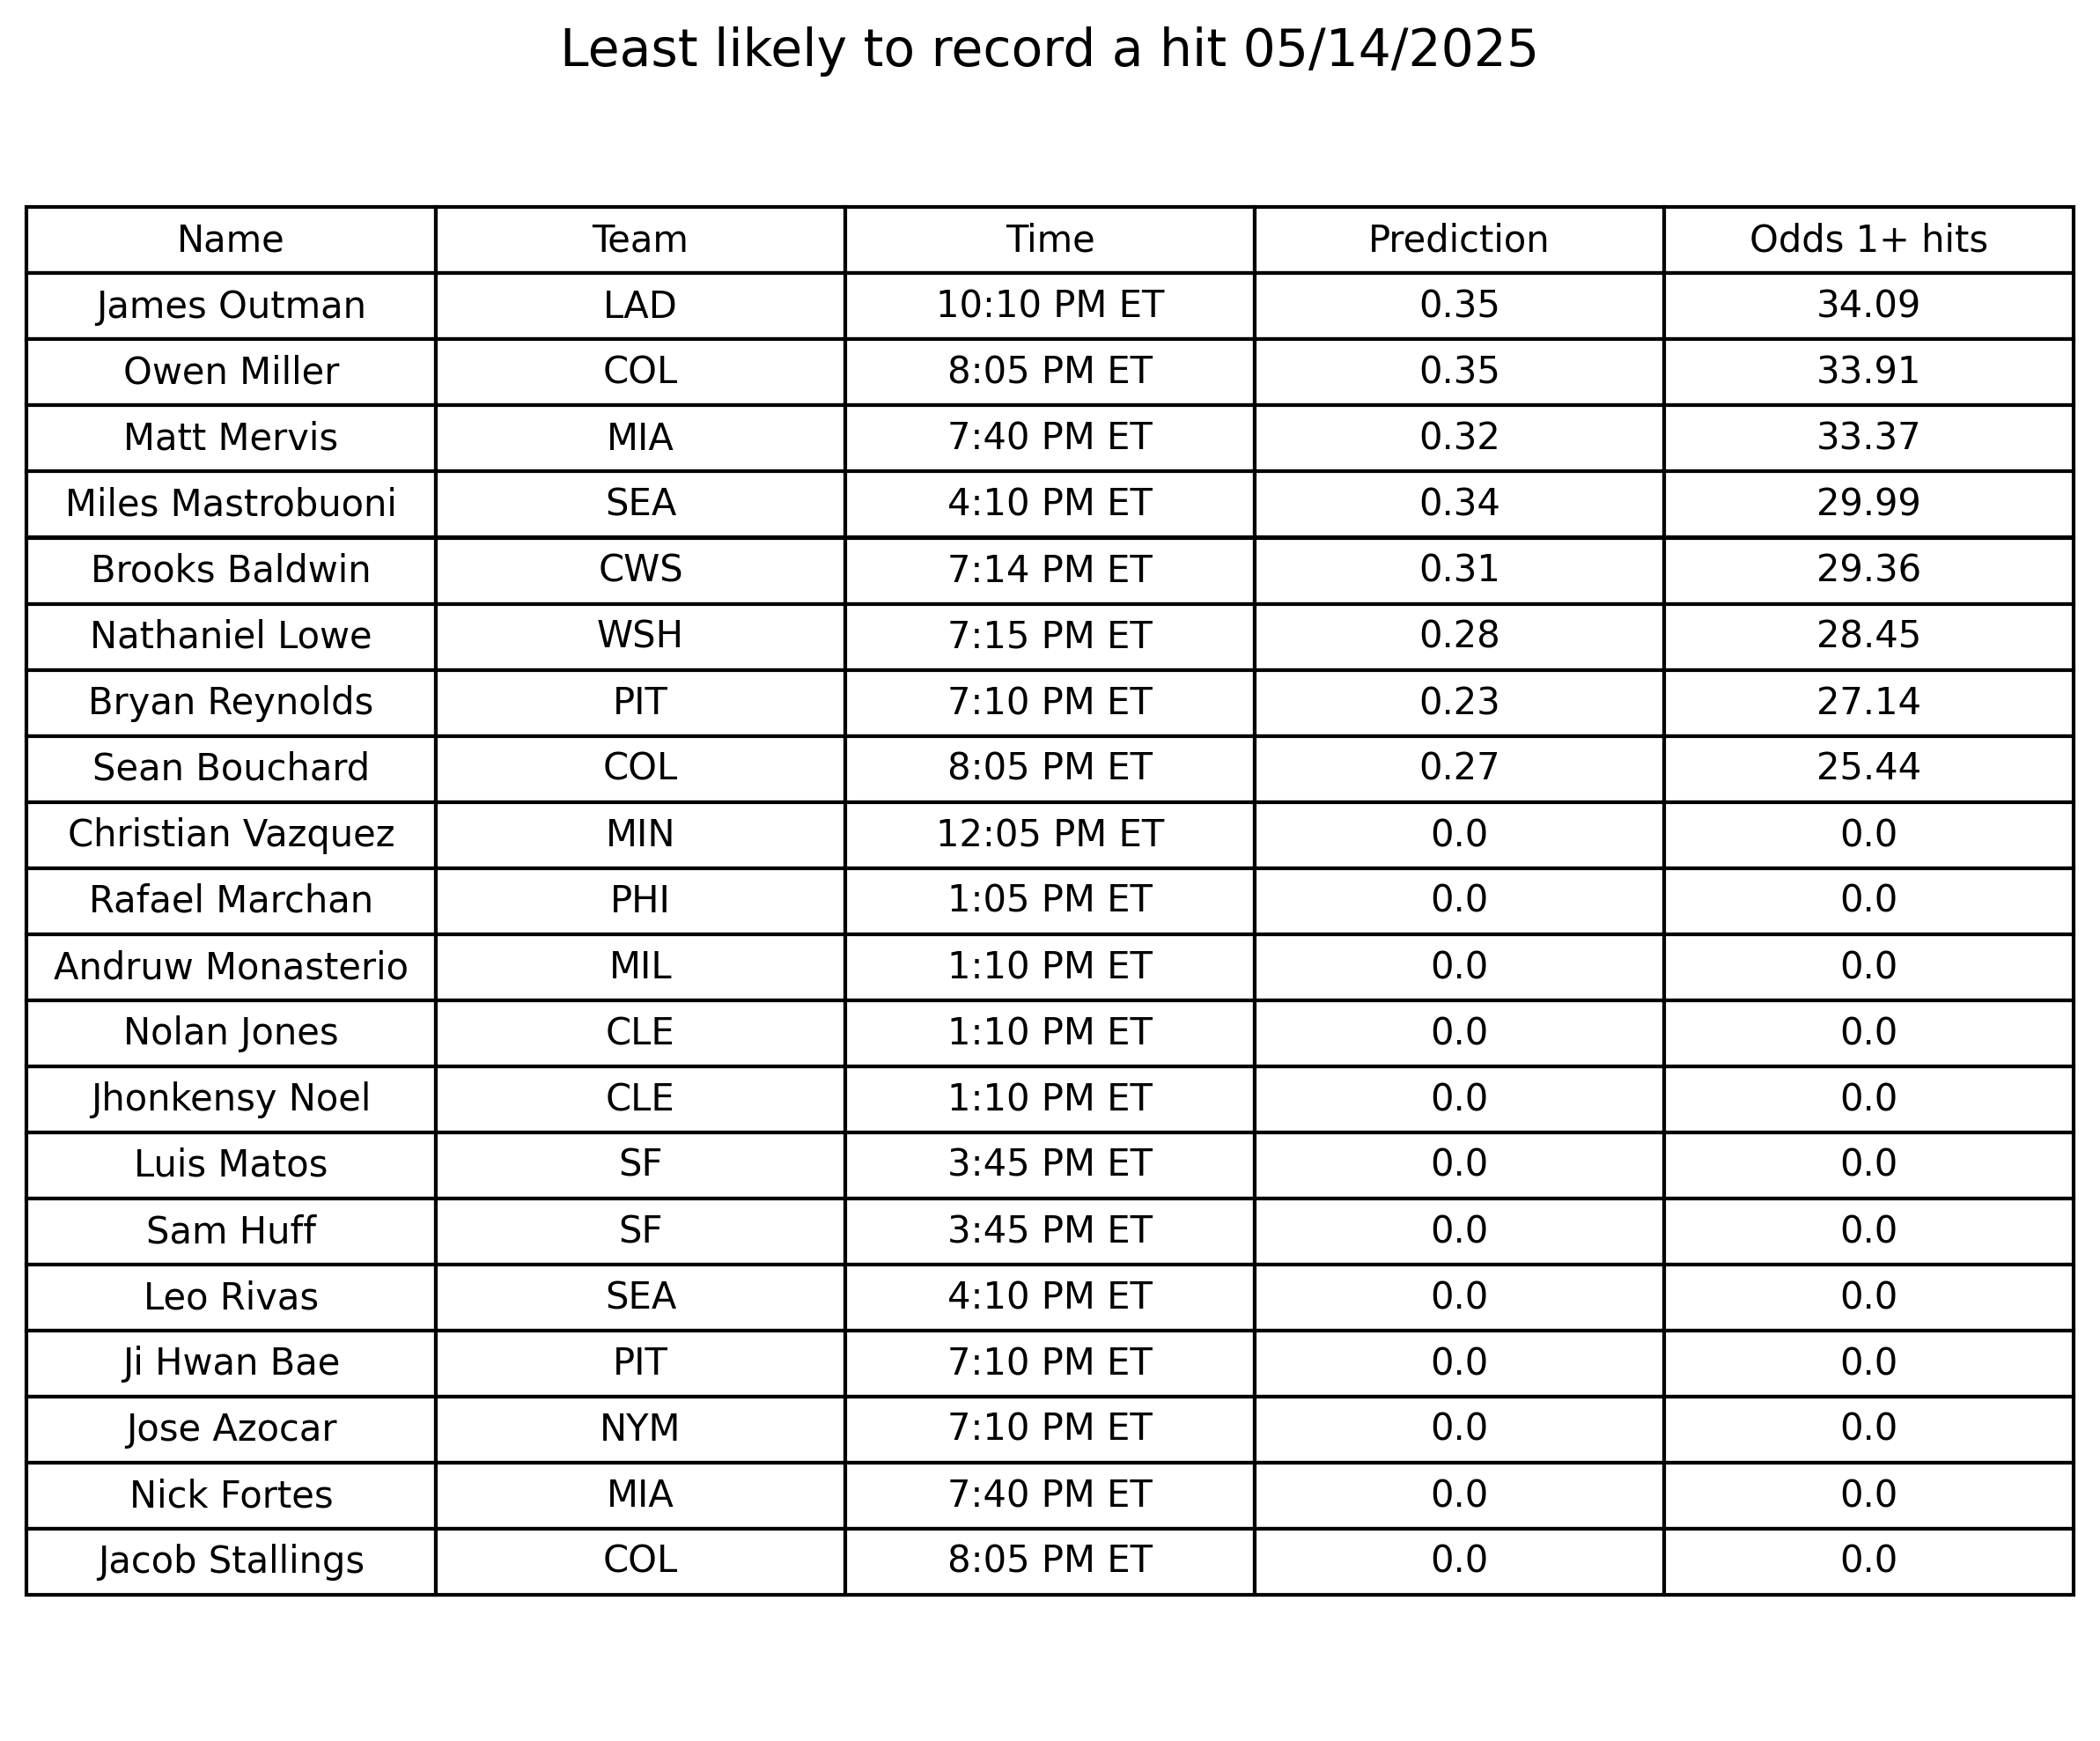 Least likely to record a hit 05/14/2025
Name Team Time Prediction Odds 1+ hits
James Outman LAD 10:10 PM ET 0.35 34.09
Owen Miller COL 8:05 PM ET 0.35 33.91
Matt Mervis MIA 7:40 PM ET 0.32 33.37
Miles Mastrobuoni SEA 4:10 PM ET 0.34 29.99
Brooks Baldwin CWS 7:14 PM ET 0.31 29.36
Nathaniel Lowe WSH 7:15 PM ET 0.28 28.45
Bryan Reynolds PIT 7:10 PM ET 0.23 27.14
Sean Bouchard COL 8:05 PM ET 0.27 25.44
Christian Vazquez MIN 12:05 PM ET 0.0 0.0
Rafael Marchan PHI 1:05 PM ET 0.0 0.0
Andruw Monasterio MIL 1:10 PM ET 0.0 0.0
Nolan Jones CLE 1:10 PM ET 0.0 0.0
Jhonkensy Noel CLE 1:10 PM ET 0.0 0.0
Luis Matos SF 3:45 PM ET 0.0 0.0
Sam Huff SF 3:45 PM ET 0.0 0.0
Leo Rivas SEA 4:10 PM ET 0.0 0.0
Ji Hwan Bae PIT 7:10 PM ET 0.0 0.0
Jose Azocar NYM 7:10 PM ET 0.0 0.0
Nick Fortes MIA 7:40 PM ET 0.0 0.0
Jacob Stallings COL 8:05 PM ET 0.0 0.0